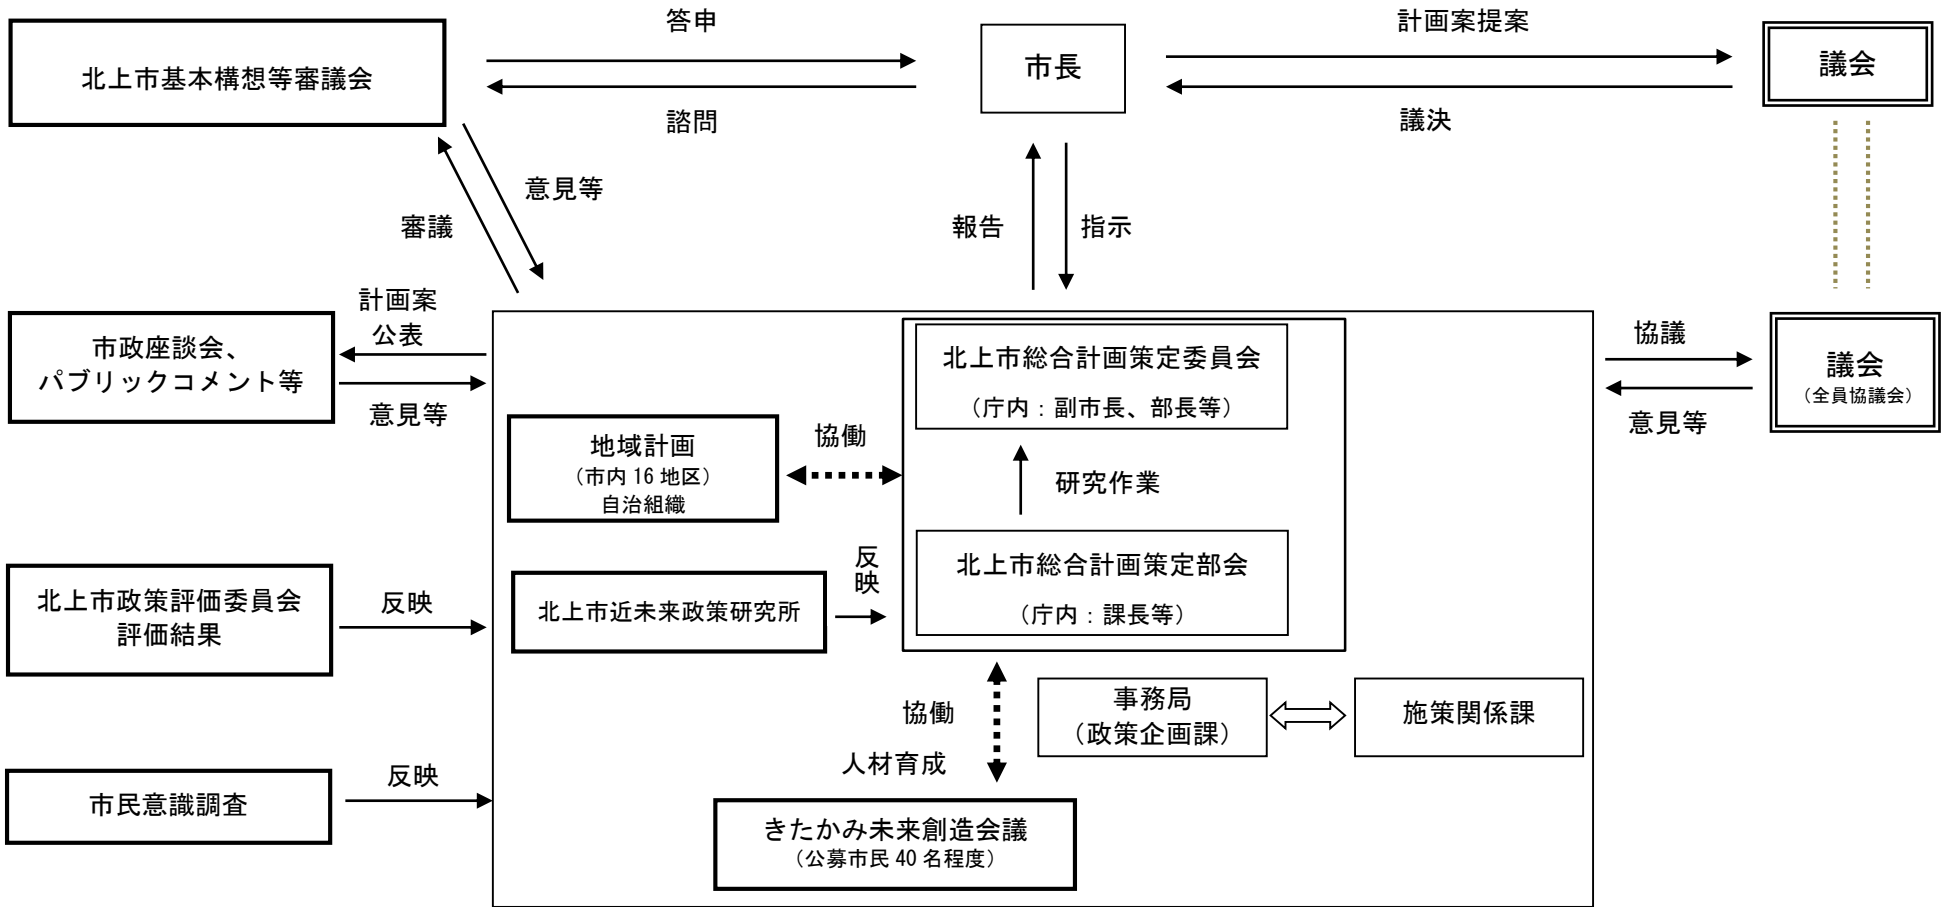 答申
計画案提案
北上市基本構想等審議会
市長
議会
諮問
議決
意見等
審議
報告
指示
計画案
公表
市政座談会、
パブリックコメント等
意見等
北上市総合計画策定委員会
（庁内：副市長、部長等）
協議
議会
（全員協議会）
意見等
地域計画
（市内 16 地区）
自治組織
協働
研究作業
北上市政策評価委員会
評価結果
反映
北上市近未来政策研究所
反
映
北上市総合計画策定部会
（庁内：課長等）
協働
人材育成
事務局
（政策企画課）
施策関係課
市民意識調査
反映
きたかみ未来創造会議
（公募市民 40 名程度）